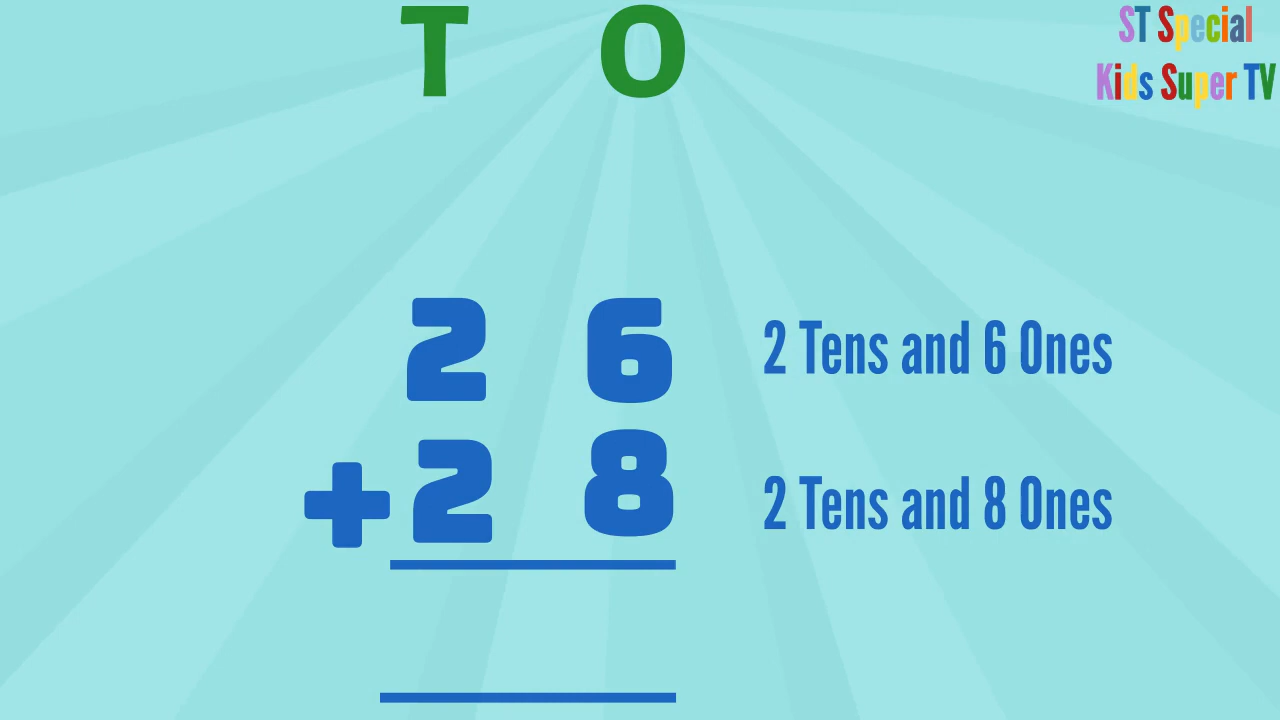 T O
ST Special
Kids Super TV
2 6
2 Tens and 6 Ones
+ 2 8
2 Tens and 8 Ones